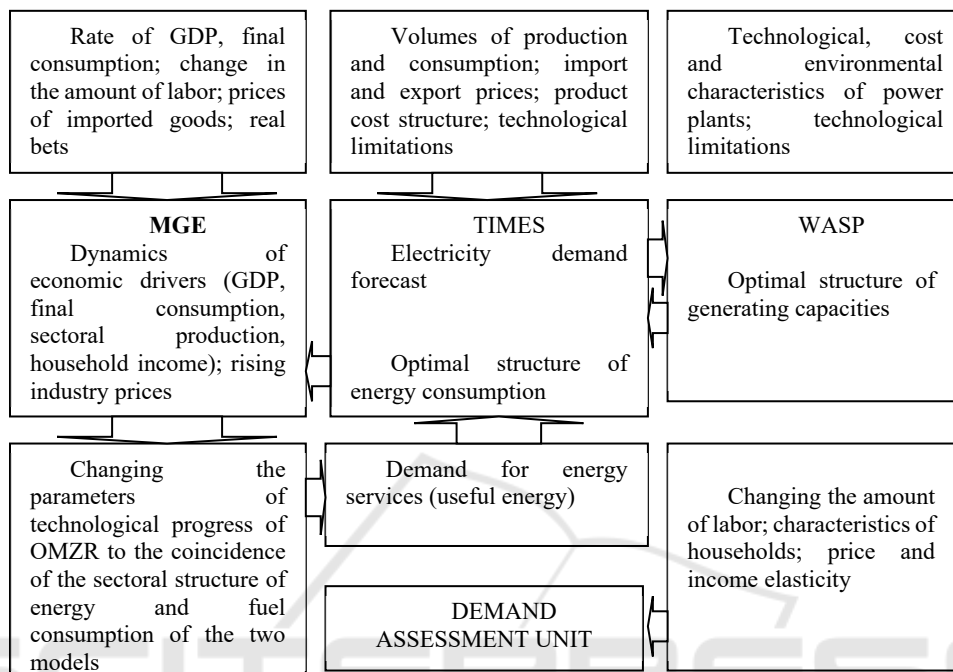 Rate of GDP, final
consumption; change in
the amount of labor; prices
of imported goods; real
bets
Volumes of production
and consumption; import
and export prices; product
cost structure; technological
limitations
Technological, cost
and environmental
characteristics of power
plants; technological
limitations
MGE
Dynamics of
economic drivers (GDP,
final consumption,
sectoral production,
household income); rising
industry prices
TIMES
Electricity demand
forecast
Optimal structure of
energy consumption
WASP
Optimal structure of
generating capacities
Changing the
parameters of
technological progress of
OMZR to the coincidence
of the sectoral structure of
energy and fuel
consumption of the two
models
Demand for energy
services (useful energy)
DEMAND
ASSESSMENT UNIT
Changing the amount
of labor; characteristics of
households; price and
income elasticity